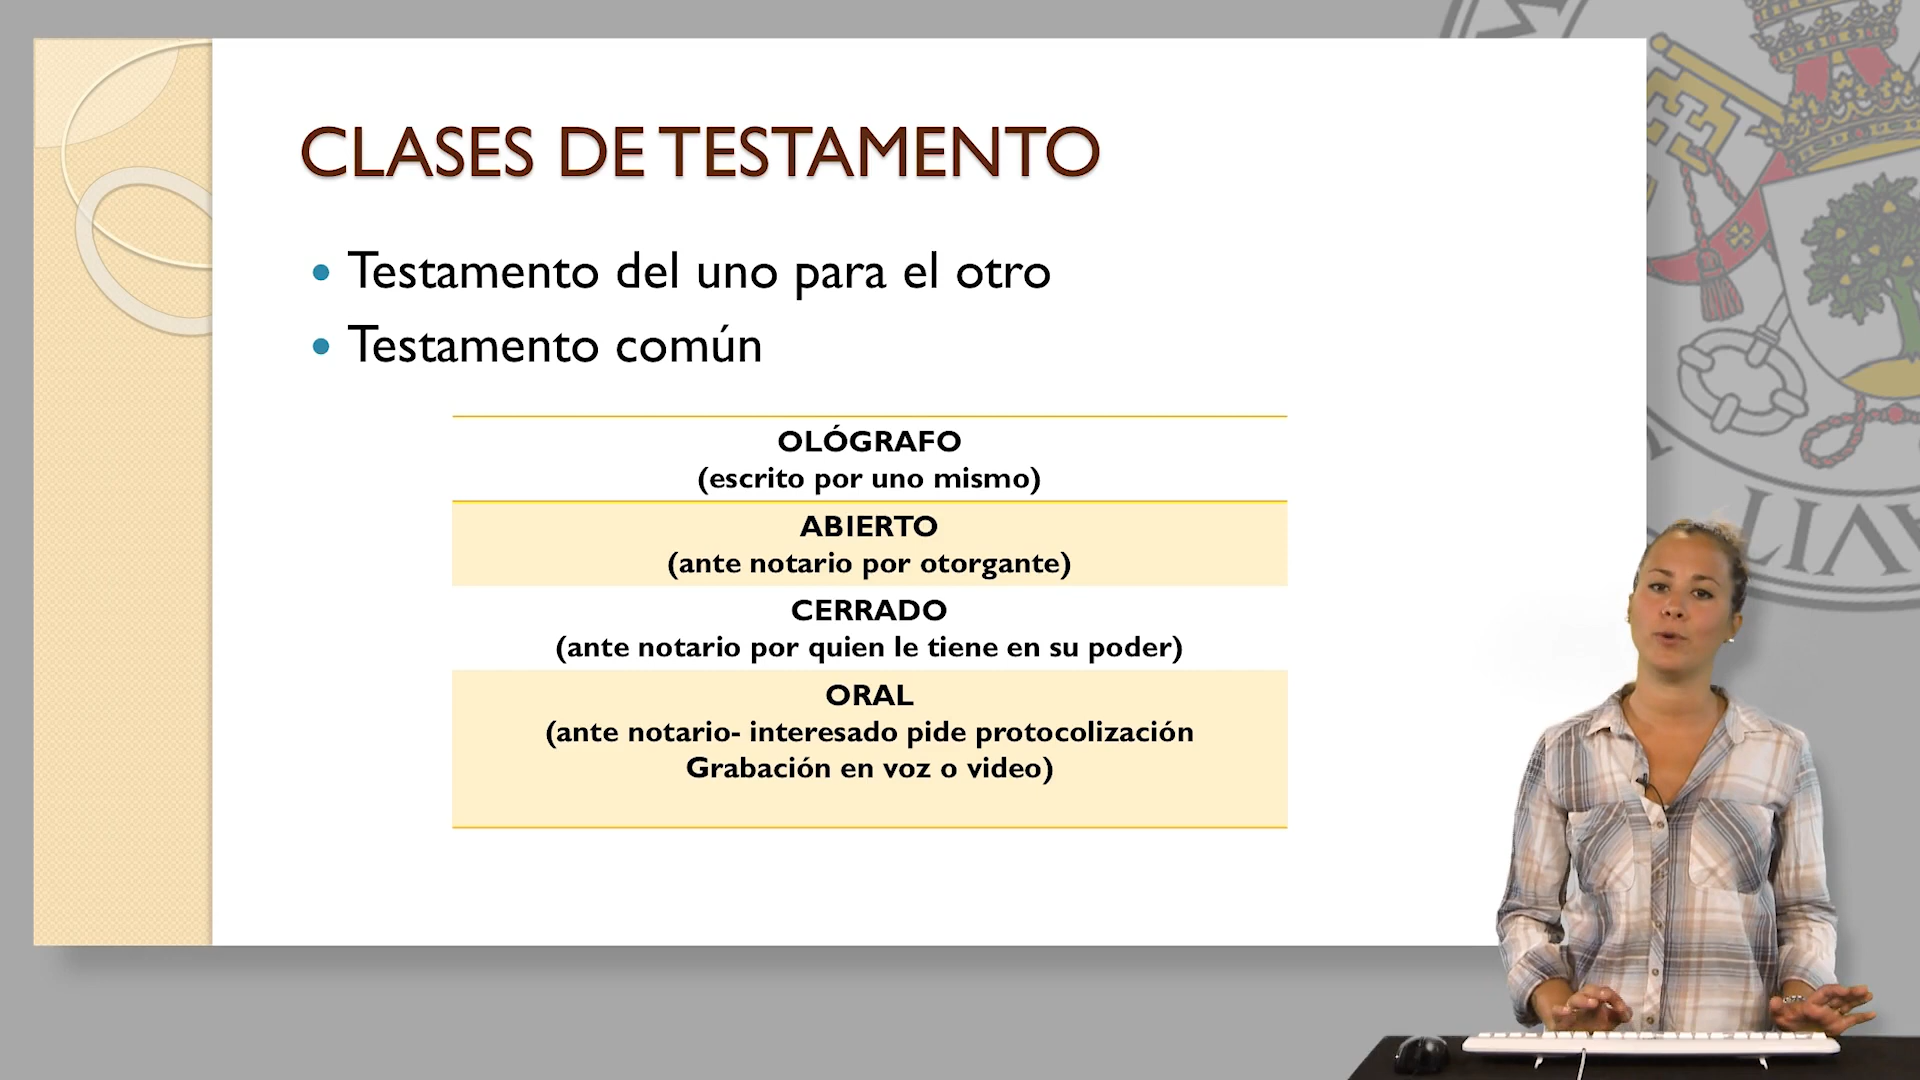 CLASES DE TESTAMENTO
• Testamento del uno para el otro
• Testamento común
OLÓGRAFO
(escrito por uno mismo)
ABIERTO
(ante notario por otorgante)
CERRADO
(ante notario por quien le tiene en su poder)
ORAL
(ante notario- interesado pide protocolización
Grabación en voz o video)